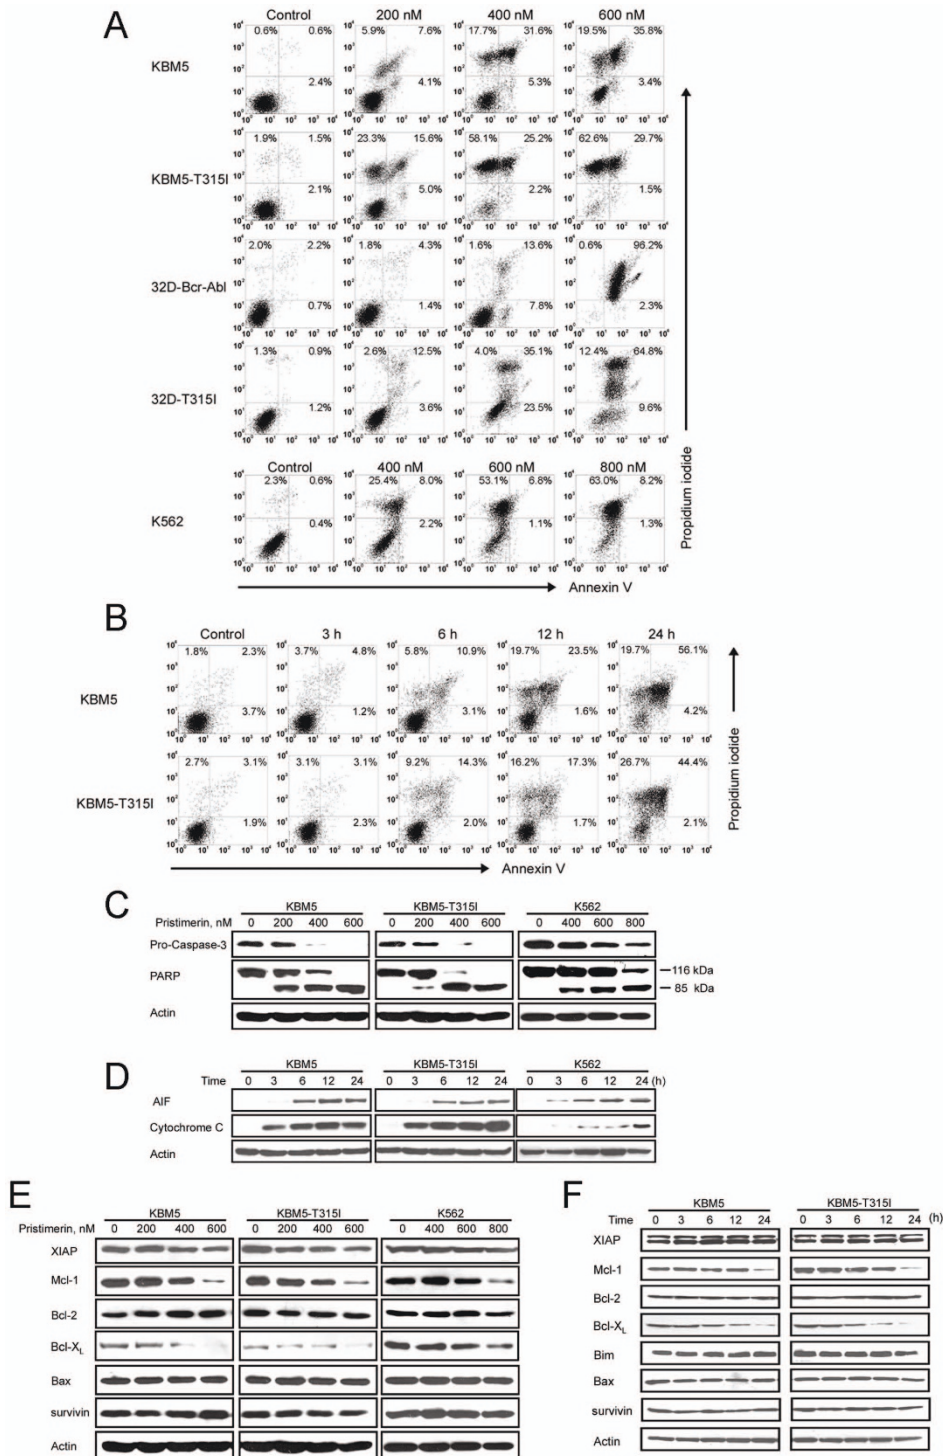 A
Control 200 nM 400 nM 600 nM
KBM5
0.6% 0.6% 2.4%
5.9% 7.6% 4.1%
17.7% 31.6% 5.3%
19.5% 35.8% 3.4%
KBM5-T315I
1.9% 1.5% 2.1%
23.3% 15.6% 5.0%
58.1% 25.2% 2.2%
62.6% 29.7% 1.5%
32D-Bcr-Abl
2.0% 2.2% 0.7%
1.8% 4.3% 1.4%
1.6% 13.6% 7.8%
0.6% 96.2% 2.3%
32D-T315I
1.3% 0.9% 1.2%
2.6% 12.5% 3.6%
4.0% 35.1% 23.5%
12.4% 64.8% 9.6%
Control 400 nM 600 nM 800 nM
K562
2.3% 0.6% 0.4%
25.4% 8.0% 2.2%
53.1% 6.8% 1.1%
63.0% 8.2% 1.3%
Propidium iodide
Annexin V
B
Control 3 h 6 h 12 h 24 h
KBM5
1.8% 2.3% 3.7%
3.7% 4.8% 1.2%
5.8% 10.9% 3.1%
19.7% 23.5% 1.6%
19.7% 56.1% 4.2%
KBM5-T315I
2.7% 3.1% 1.9%
3.1% 3.1% 2.3%
9.2% 14.3% 2.0%
16.2% 17.3% 1.7%
26.7% 44.4% 2.1%
Propidium iodide
Annexin V
C
KBM5 KBM5-T315I K562
Pristimerin, nM 0 200 400 600 0 200 400 600 0 400 600 800
Pro-Caspase-3
PARP
116 kDa
85 kDa
Actin
D
KBM5 KBM5-T315I K562
Time 0 3 6 12 24 0 3 6 12 24 0 3 6 12 24 (h)
AIF
Cytochrome C
Actin
E
KBM5 KBM5-T315I K562
Pristimerin, nM 0 200 400 600 0 200 400 600 0 400 600 800
XIAP
Mcl-1
Bcl-2
Bcl-XL
Bax
survivin
Actin
F
KBM5 KBM5-T315I
Time 0 3 6 12 24 0 3 6 12 24 (h)
XIAP
Mcl-1
Bcl-2
Bcl-XL
Bim
Bax
survivin
Actin